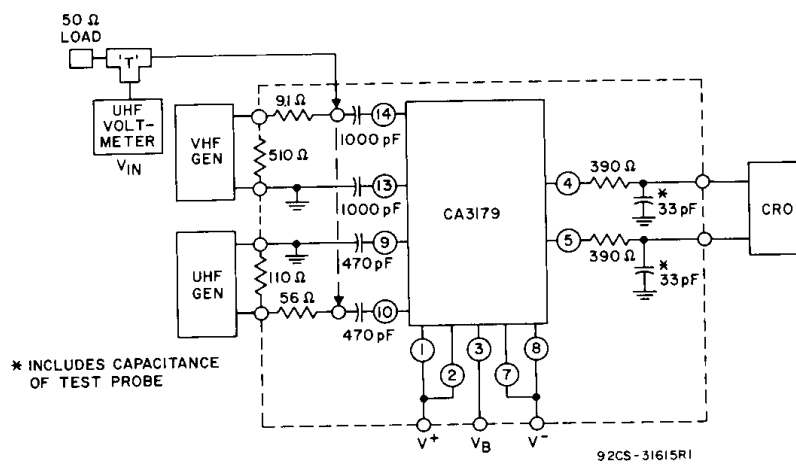 50 Ω
LOAD
'T'
UHF
VOLT-
METER
VIN
VHF
GEN
9.1 Ω
510 Ω
1000 pF
14
13
1000 pF
UHF
GEN
110 Ω
56 Ω
9
470 pF
10
470 pF
CA3179
4
390 Ω
*
33 pF
5
390 Ω
*
33 pF
CRO
1
2
3
7
8
V+
VB
V-
* INCLUDES CAPACITANCE
OF TEST PROBE
92CS-31615R1